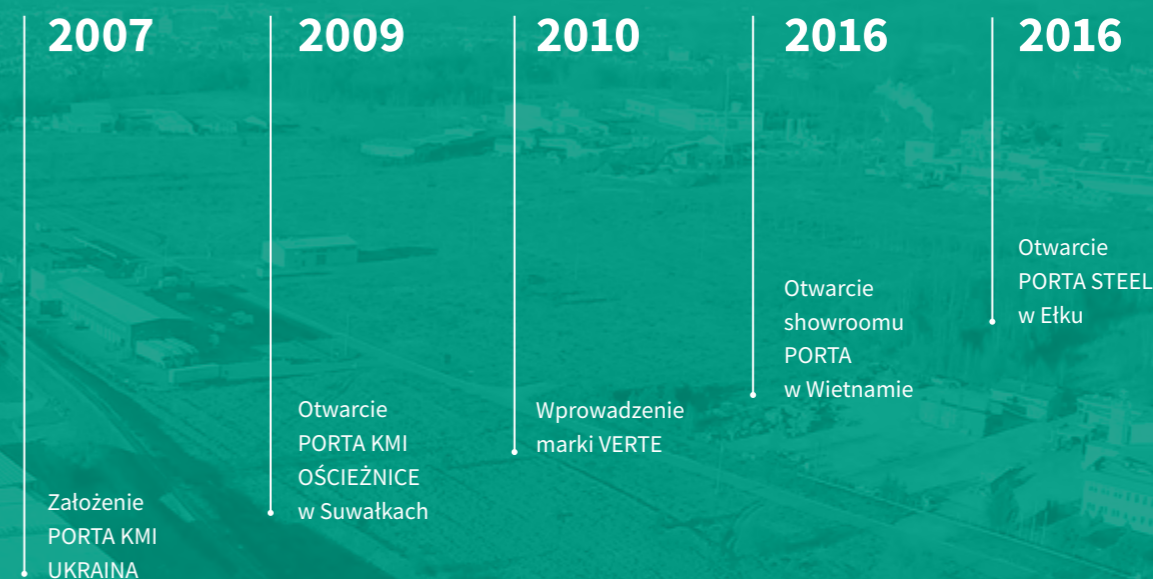 2007
Założenie
PORTA KMI
UKRAINA
2009
Otwarcie
PORTA KMI
OŚCIEŻNICE
w Suwałkach
2010
Wprowadzenie
marki VERTE
2016
Otwarcie
showroomu
PORTA
w Wietnamie
2016
Otwarcie
PORTA STEEL
w Ełku